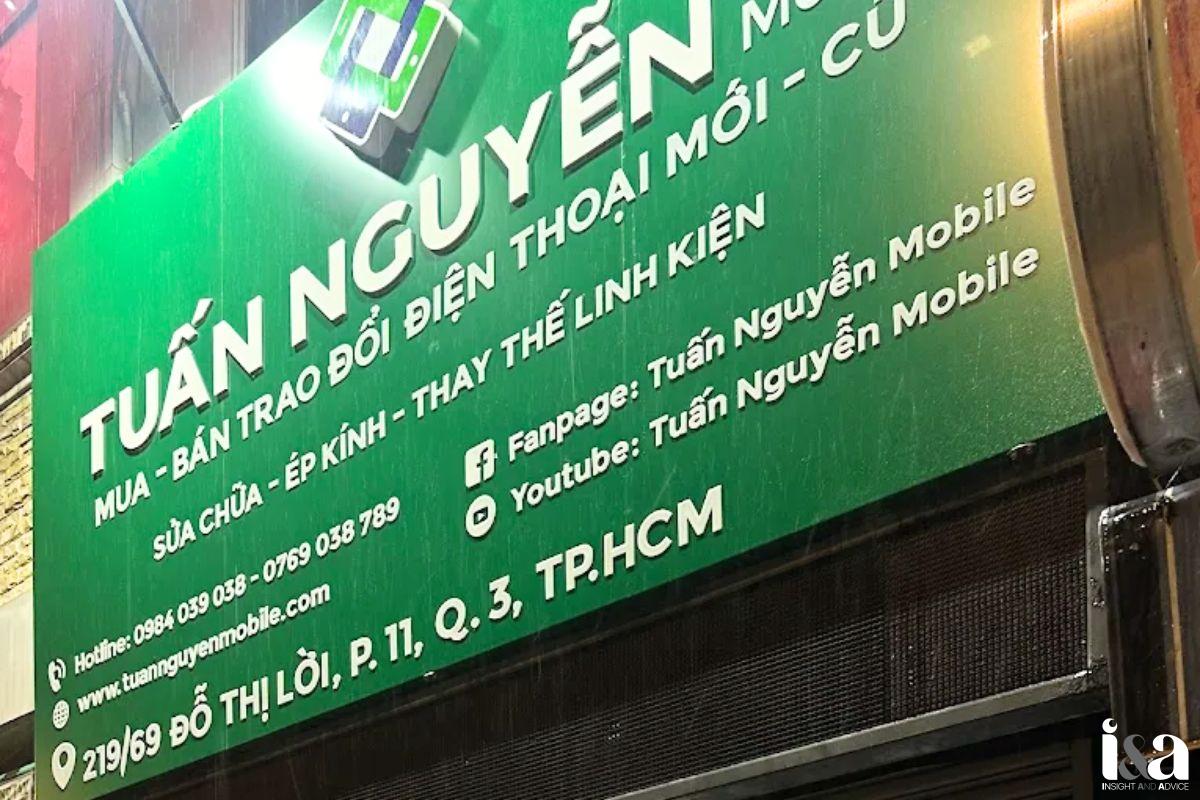 TUẤN NGUYỄN
MUA - BÁN TRAO ĐỔI ĐIỆN THOẠI MỚI - CŨ
SỬA CHỮA - ÉP KÍNH - THAY THẾ LINH KIỆN
Fanpage: Tuấn Nguyễn Mobile
Youtube: Tuấn Nguyễn Mobile
Hotline: 0984 039 038 - 0769 038 789
www.tuannguyenmobile.com
219/69 ĐỖ THỊ LỜI, P. 11, Q. 3, TP.HCM
i&a
INSIGHT AND ADVICE